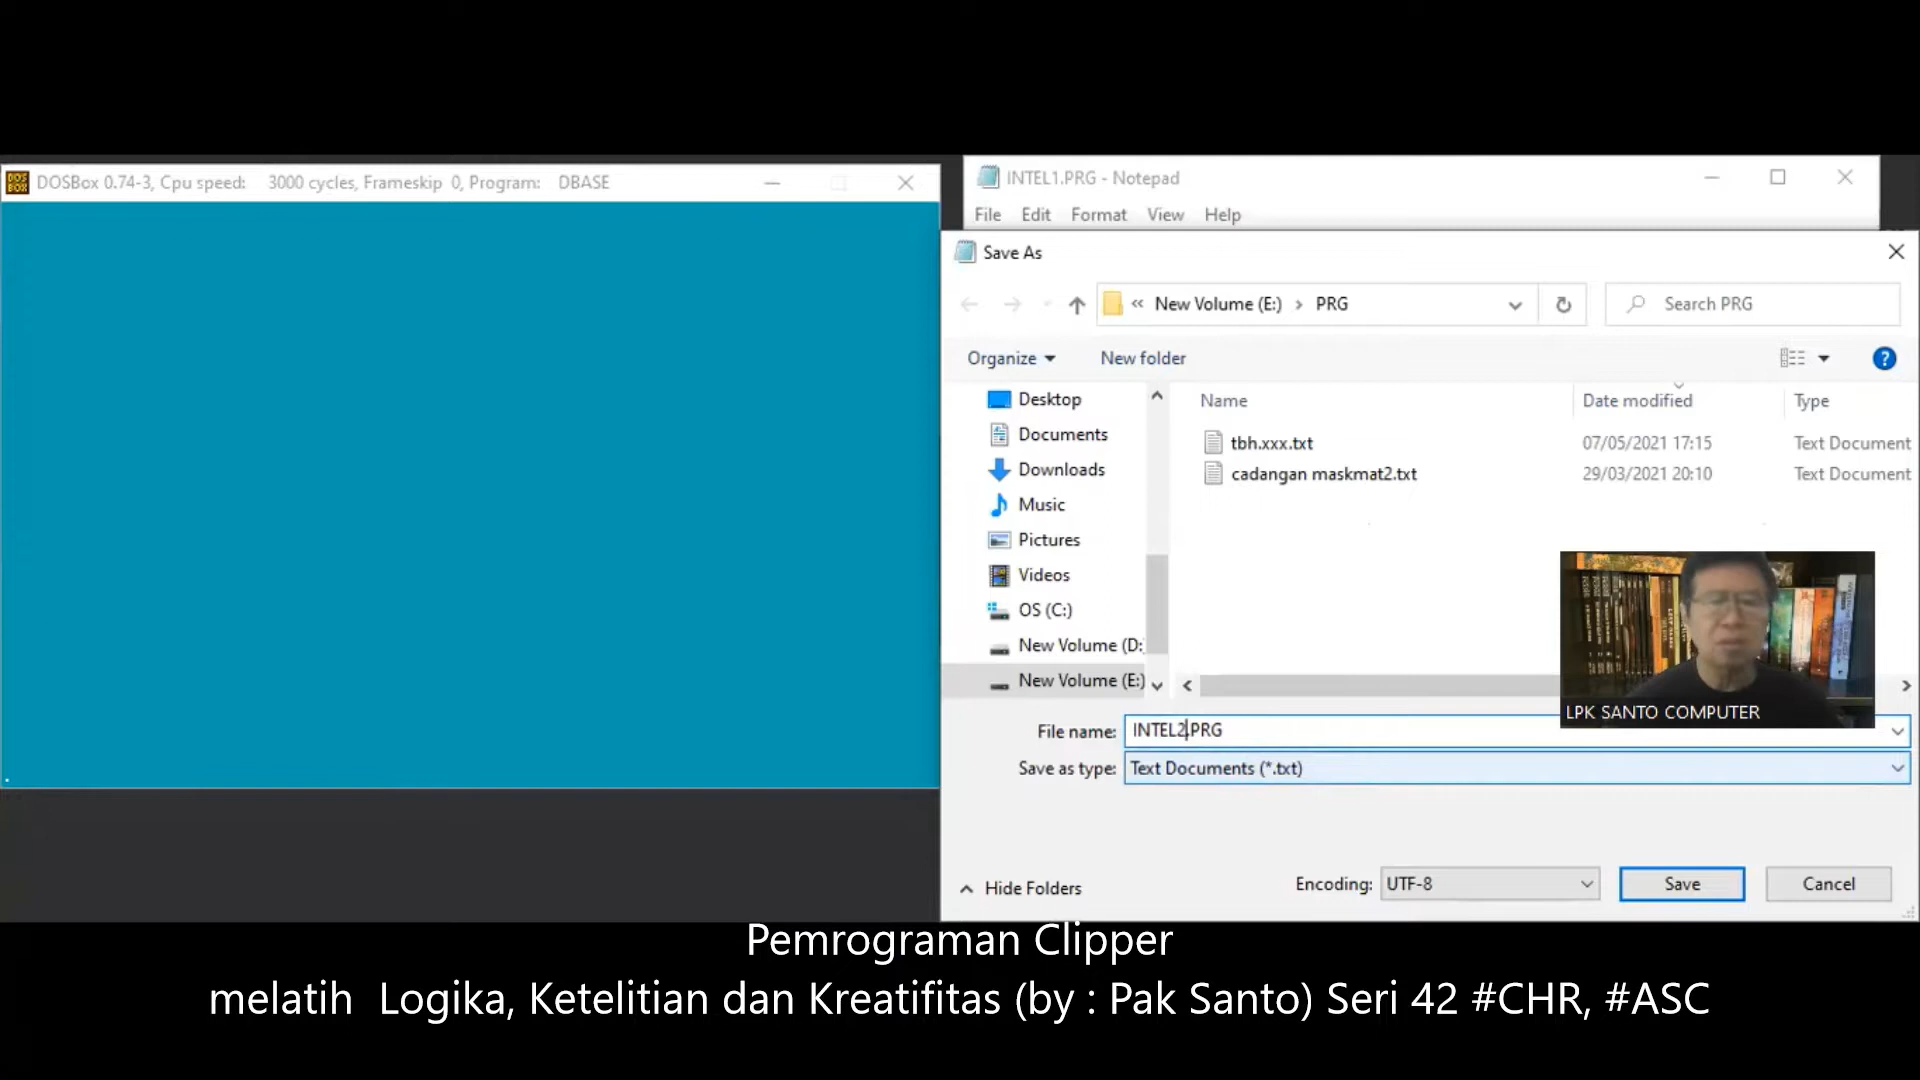 DOSBox 0.74-3, Cpu speed: 3000 cycles, Frameskip 0, Program: DBASE
INTEL1.PRG - Notepad
File Edit Format View Help
Save As
« New Volume (E:) › PRG
Search PRG
Organize
New folder
Desktop
Documents
Downloads
Music
Pictures
Videos
OS (C:)
New Volume (D:
New Volume (E:)
Name Date modified Type
tbh.xxx.txt 07/05/2021 17:15 Text Document
cadangan maskmat2.txt 29/03/2021 20:10 Text Document
LPK SANTO COMPUTER
File name: INTEL2.PRG
Save as type: Text Documents (*.txt)
Hide Folders
Encoding: UTF-8
Save
Cancel
Pemrograman Clipper
melatih Logika, Ketelitian dan Kreatifitas (by : Pak Santo) Seri 42 #CHR, #ASC